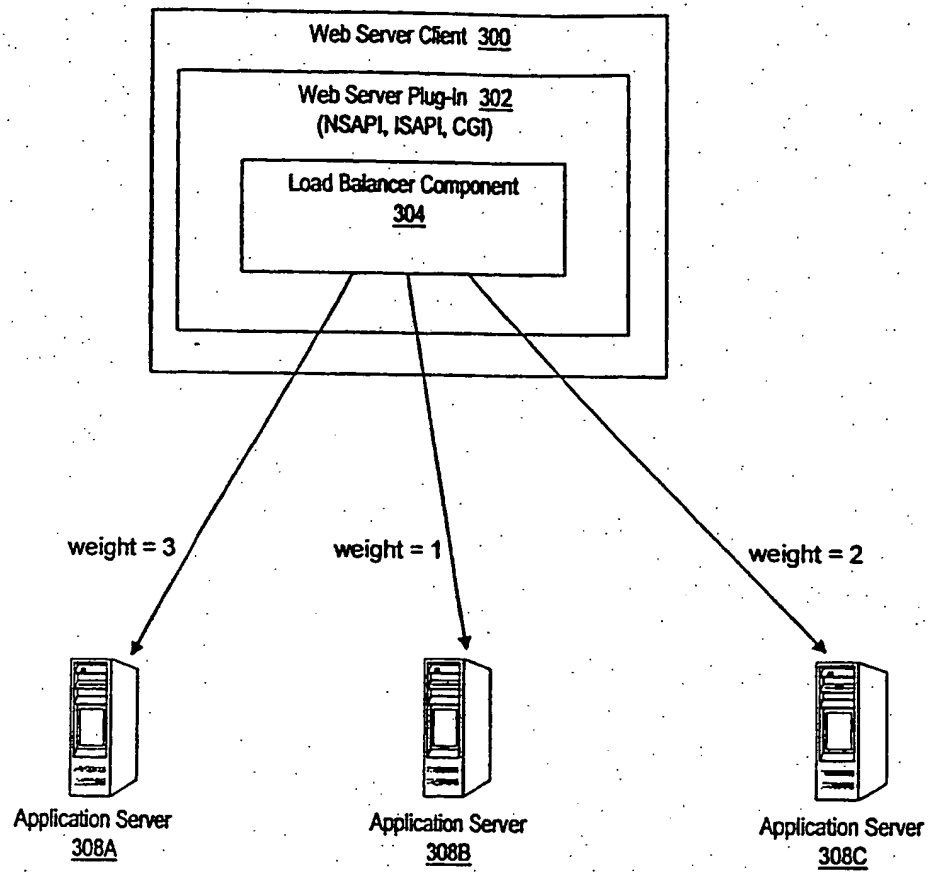 Web Server Client 300
Web Server Plug-In 302
(NSAPI, ISAPI, CGI)
Load Balancer Component
304
weight = 3
weight = 1
weight = 2
Application Server
308A
Application Server
308B
Application Server
308C